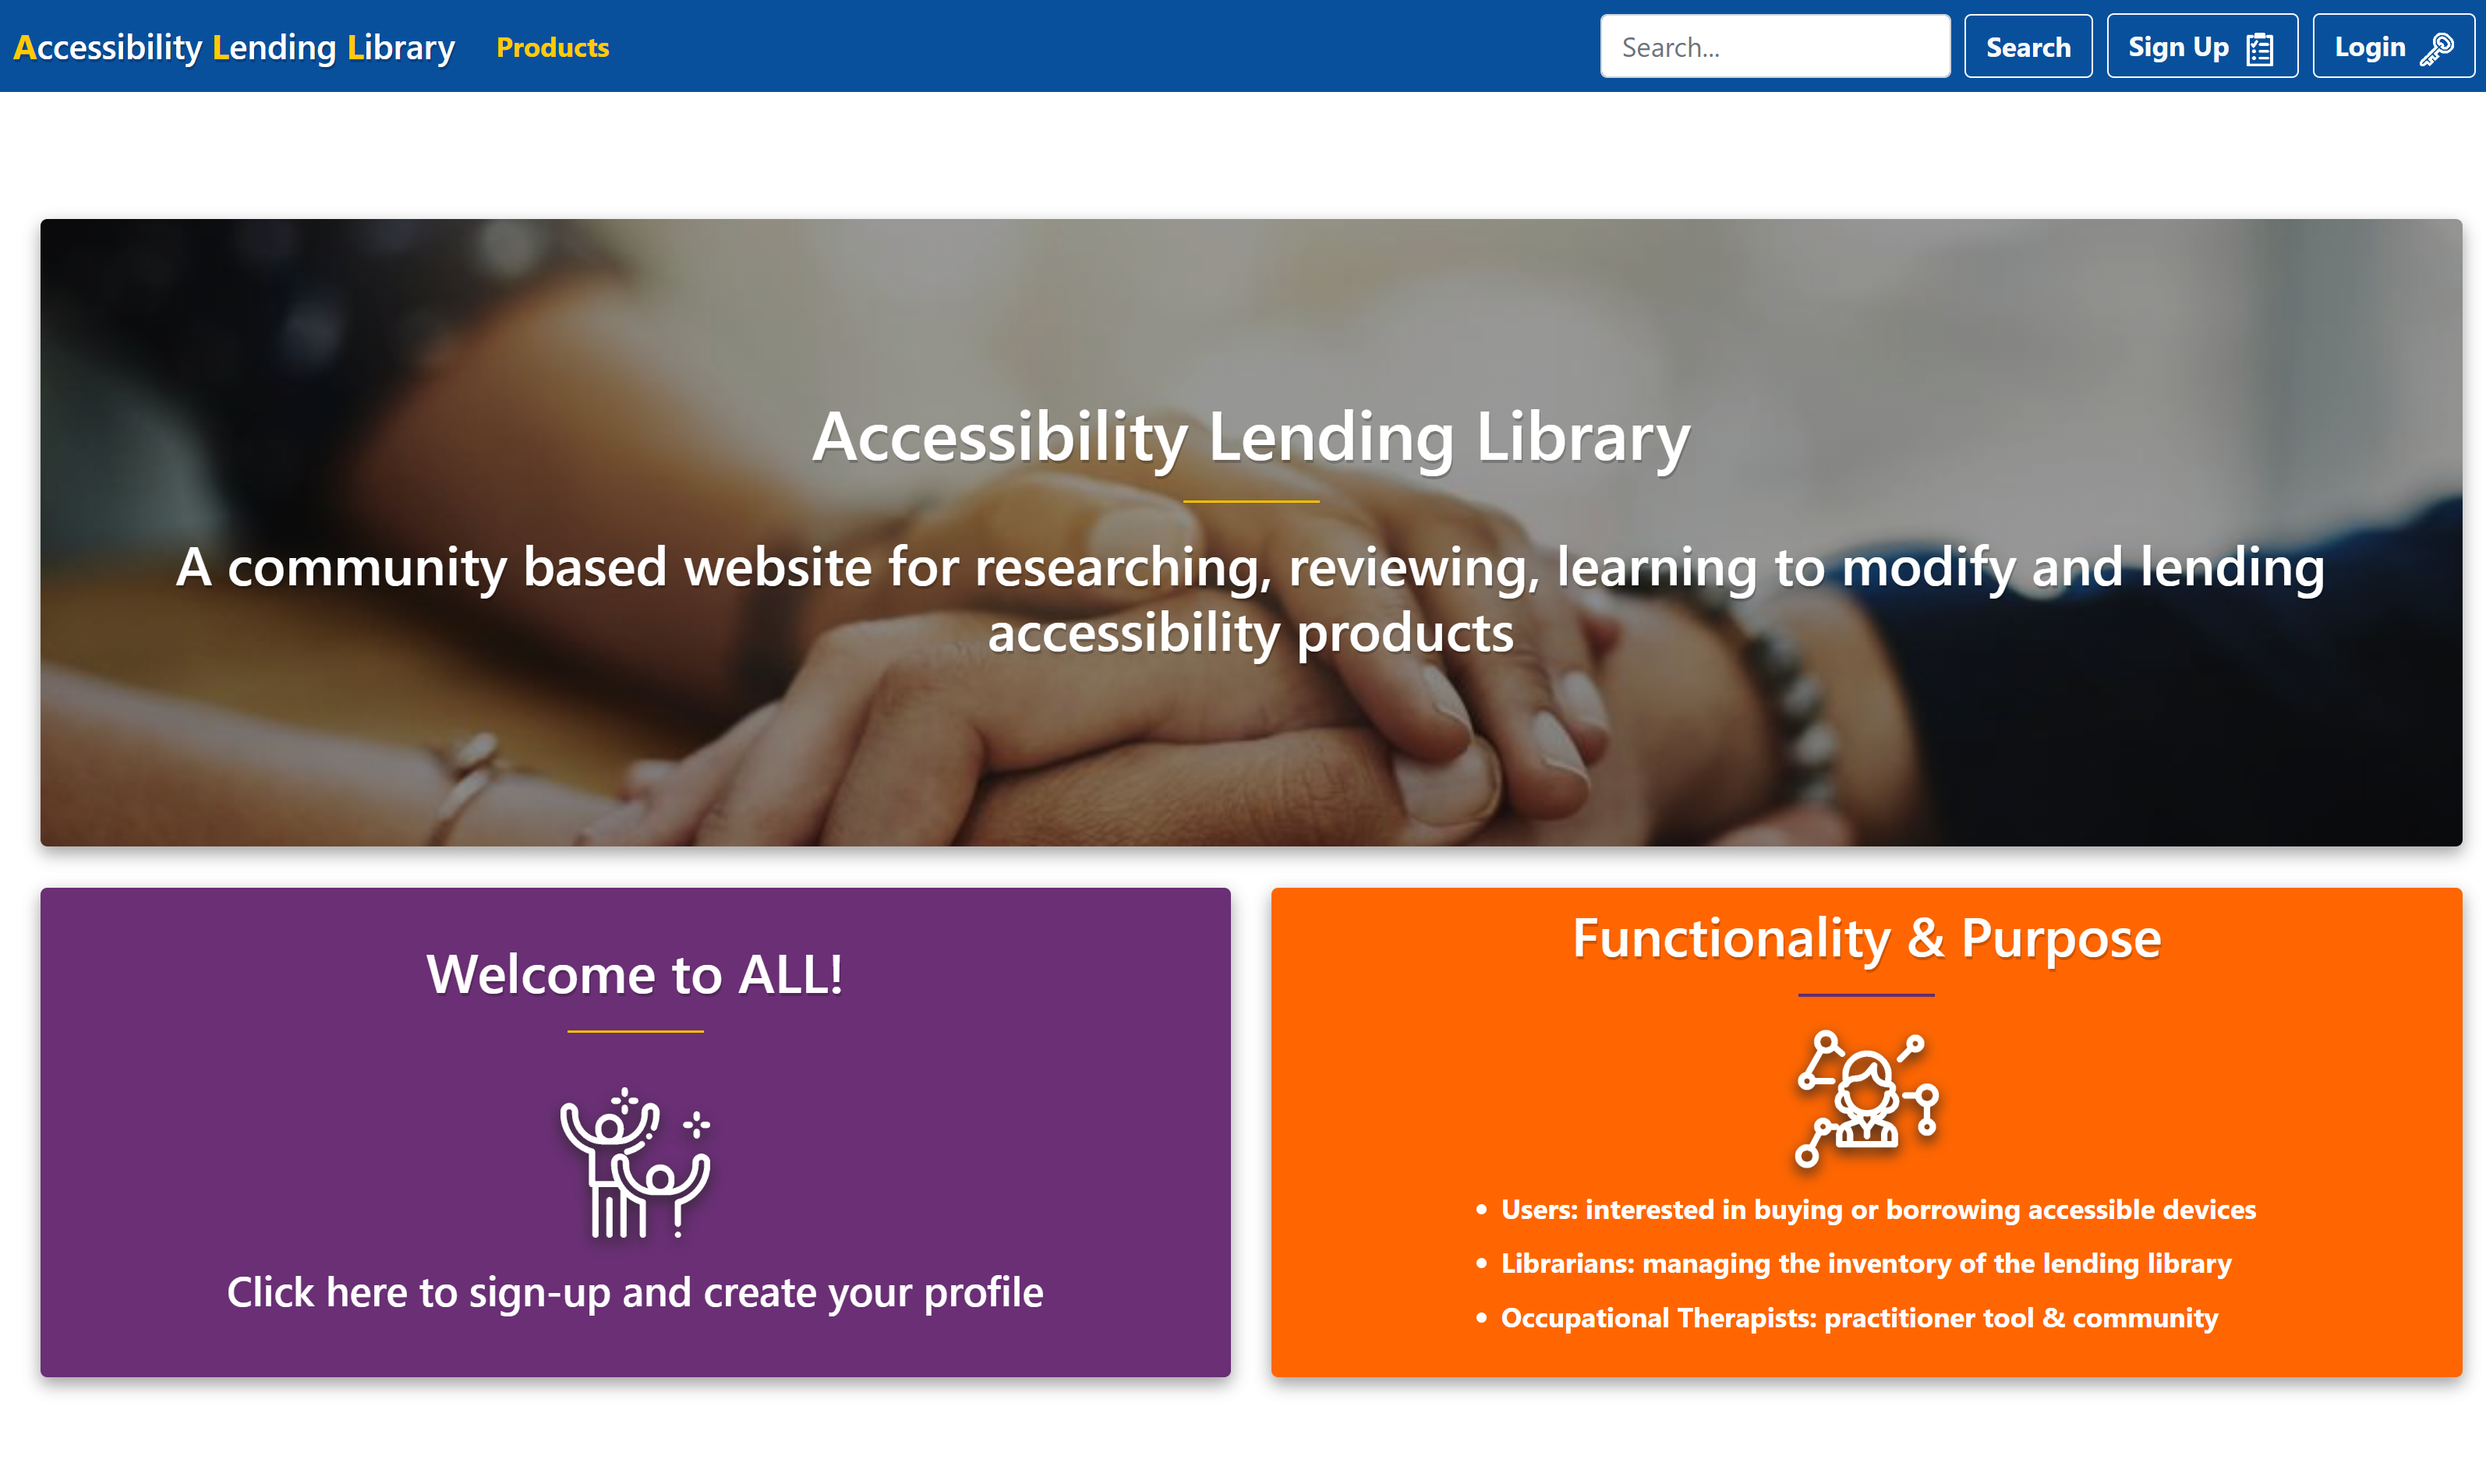 Accessibility Lending Library
Products
Search...
Search
Sign Up
Login
Accessibility Lending Library
A community based website for researching, reviewing, learning to modify and lending
accessibility products
Welcome to ALL!
Click here to sign-up and create your profile
Functionality & Purpose
• Users: interested in buying or borrowing accessible devices
• Librarians: managing the inventory of the lending library
• Occupational Therapists: practitioner tool & community